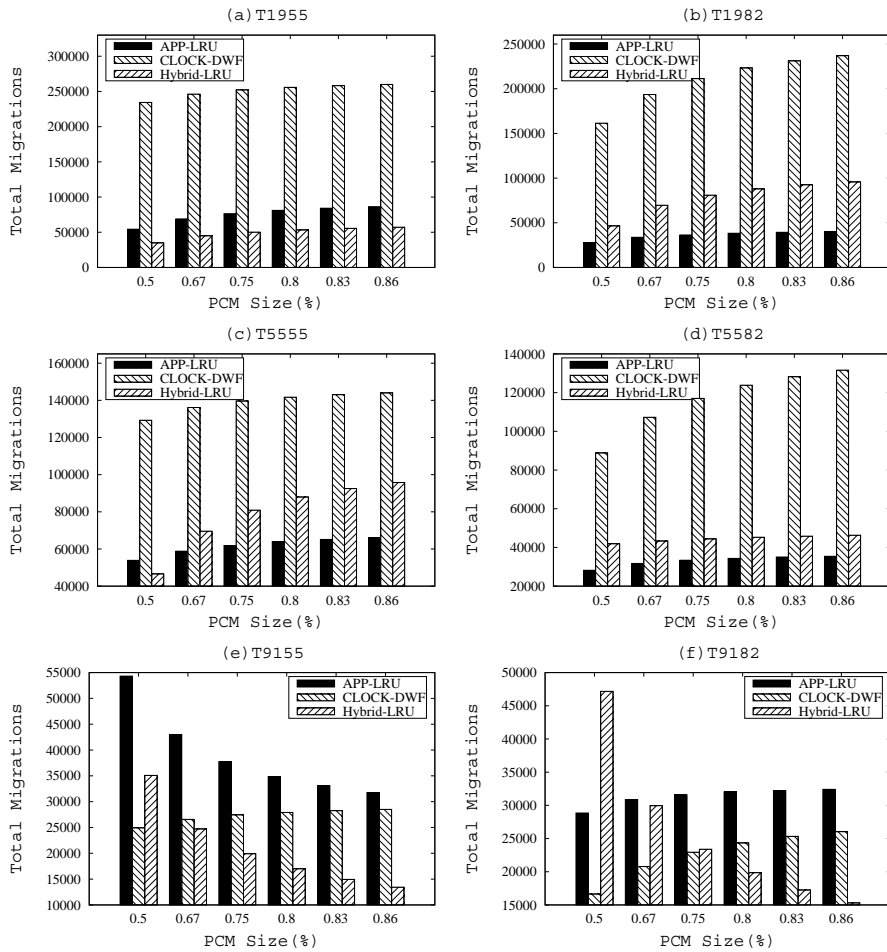 (a)T1955
Total Migrations
300000
250000
200000
150000
100000
50000
0
APP-LRU
CLOCK-DWF
Hybrid-LRU
0.5 0.67 0.75 0.8 0.83 0.86
PCM Size(%)
(b)T1982
Total Migrations
250000
200000
150000
100000
50000
0
APP-LRU
CLOCK-DWF
Hybrid-LRU
0.5 0.67 0.75 0.8 0.83 0.86
PCM Size(%)
(c)T5555
Total Migrations
160000
140000
120000
100000
80000
60000
40000
APP-LRU
CLOCK-DWF
Hybrid-LRU
0.5 0.67 0.75 0.8 0.83 0.86
PCM Size(%)
(d)T5582
Total Migrations
140000
120000
100000
80000
60000
40000
20000
APP-LRU
CLOCK-DWF
Hybrid-LRU
0.5 0.67 0.75 0.8 0.83 0.86
PCM Size(%)
(e)T9155
Total Migrations
55000
50000
45000
40000
35000
30000
25000
20000
15000
10000
APP-LRU
CLOCK-DWF
Hybrid-LRU
0.5 0.67 0.75 0.8 0.83 0.86
PCM Size(%)
(f)T9182
Total Migrations
50000
45000
40000
35000
30000
25000
20000
15000
APP-LRU
CLOCK-DWF
Hybrid-LRU
0.5 0.67 0.75 0.8 0.83 0.86
PCM Size(%)